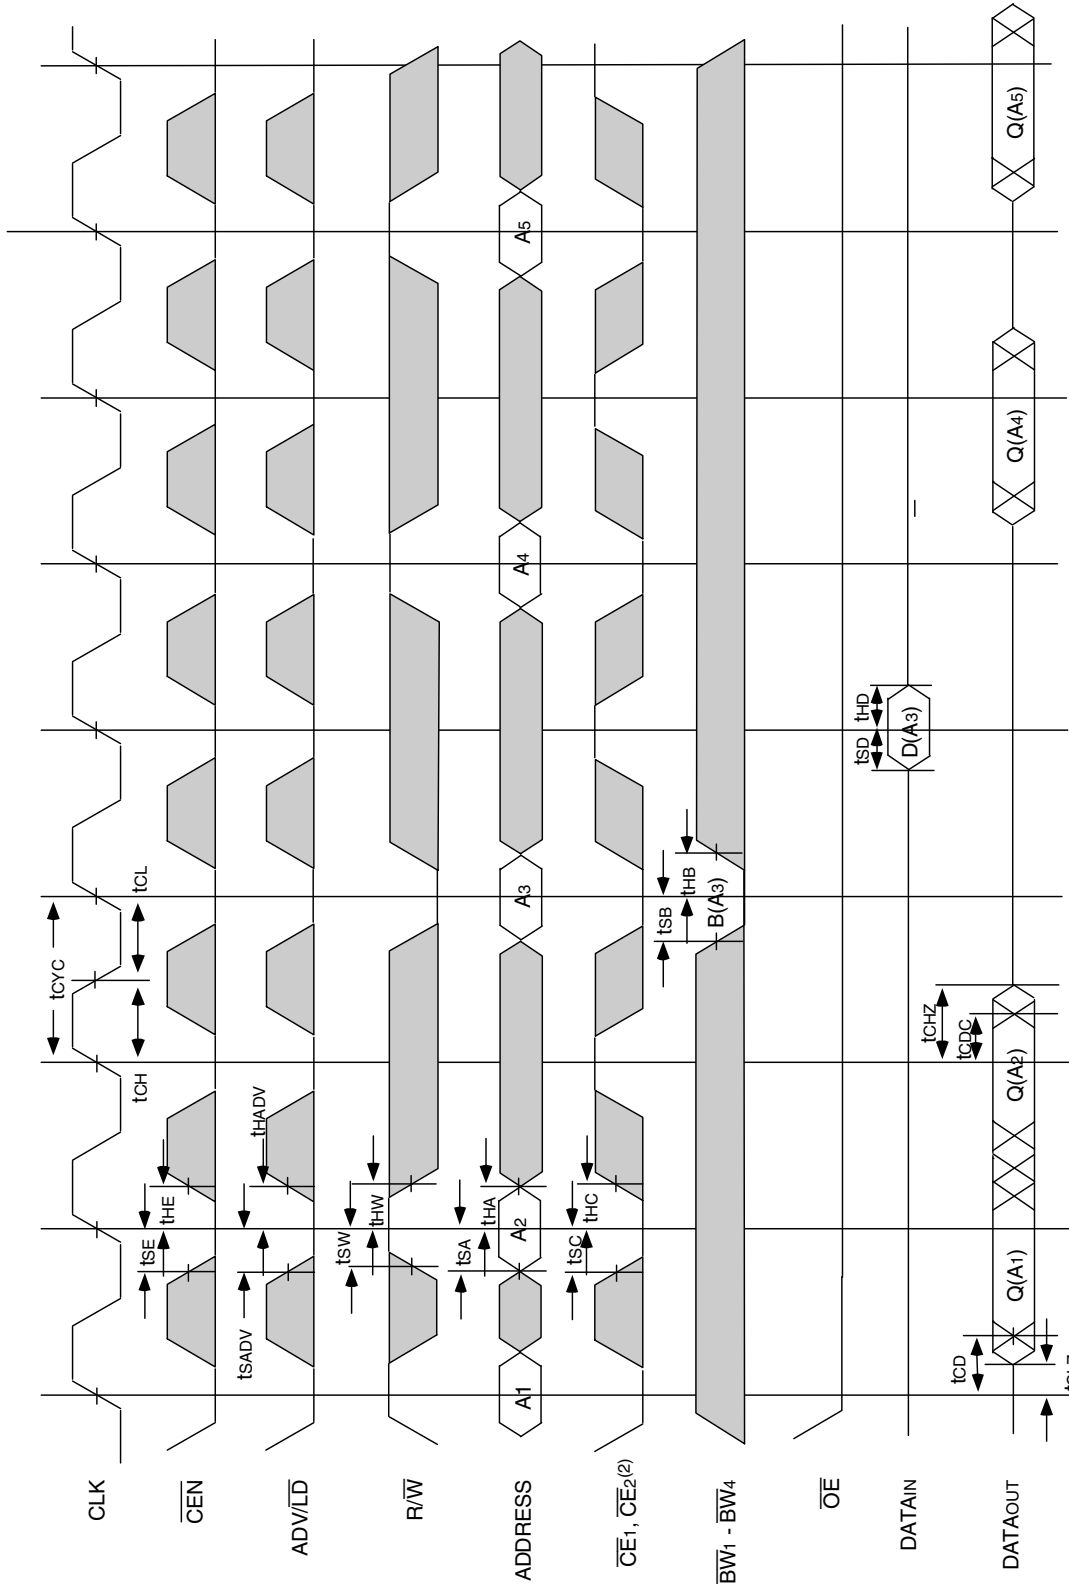 CLK
tCYC
tCH
tCL
CEN
tSE
tHE
ADV/LD
tSADV
tHADV
R/W
tSW
tHW
ADDRESS
A1
tSA
tHA
A2
A3
A4
A5
CE1, CE2(2)
tSC
tHC
BW1 - BW4
tSB
tHB
B(A3)
OE
DATAIN
tSD
tHD
D(A3)
DATAOUT
tCD
tCHZ
tCDC
Q(A1)
Q(A2)
Q(A4)
Q(A5)